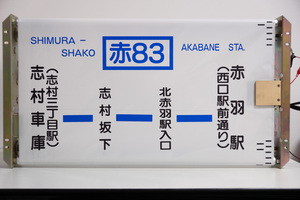 SHIMURA –
SHAKO
赤83
AKABANE STA.
志村車庫
(志村三丁目駅)
志村坂下
北赤羽駅入口
赤羽駅
(西口駅前通り)